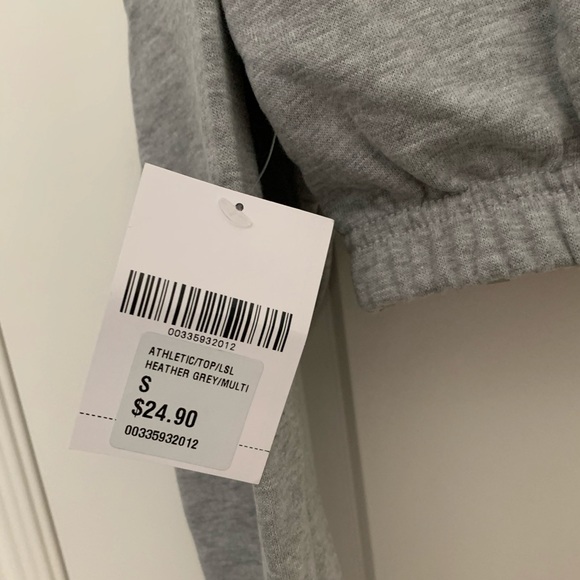 00335932012
ATHLETIC/TOP/LSL
HEATHER GREY/MULTI
S
$24.90
00335932012